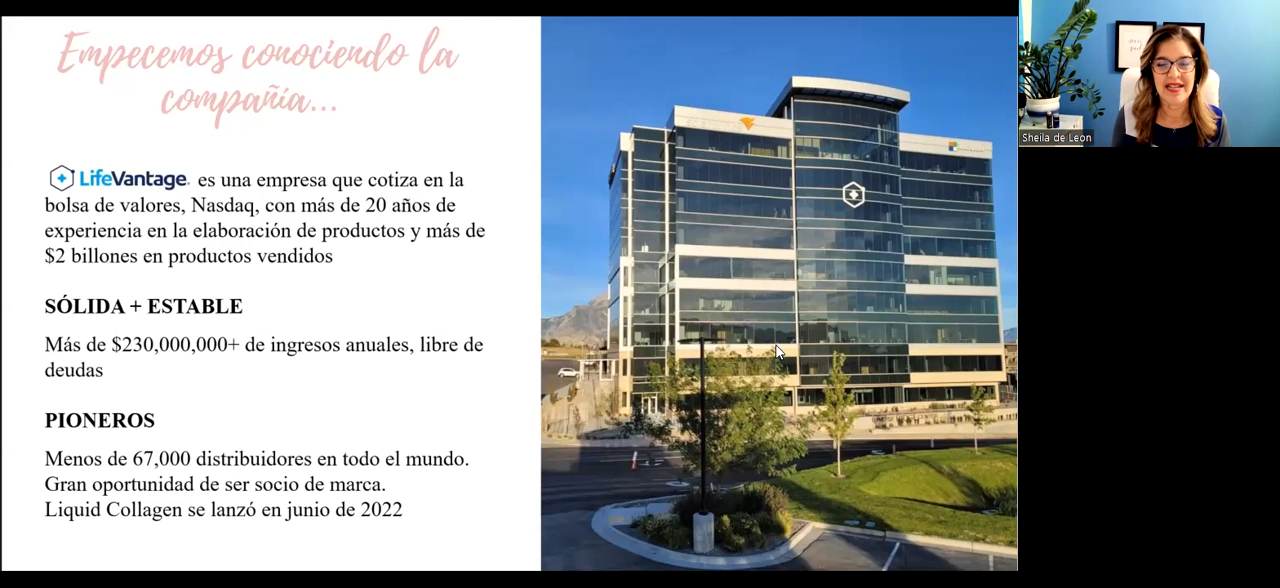 Empecemos conociendo la
compañía...
LifeVantage. es una empresa que cotiza en la
bolsa de valores, Nasdaq, con más de 20 años de
experiencia en la elaboración de productos y más de
$2 billones en productos vendidos
SÓLIDA + ESTABLE
Más de $230,000,000+ de ingresos anuales, libre de
deudas
PIONEROS
Menos de 67,000 distribuidores en todo el mundo.
Gran oportunidad de ser socio de marca.
Liquid Collagen se lanzó en junio de 2022
Sheila de Leon